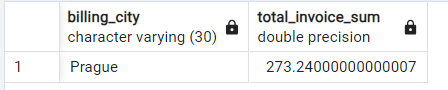 billing_city
character varying (30)
total_invoice_sum
double precision
1
Prague
273.24000000000007